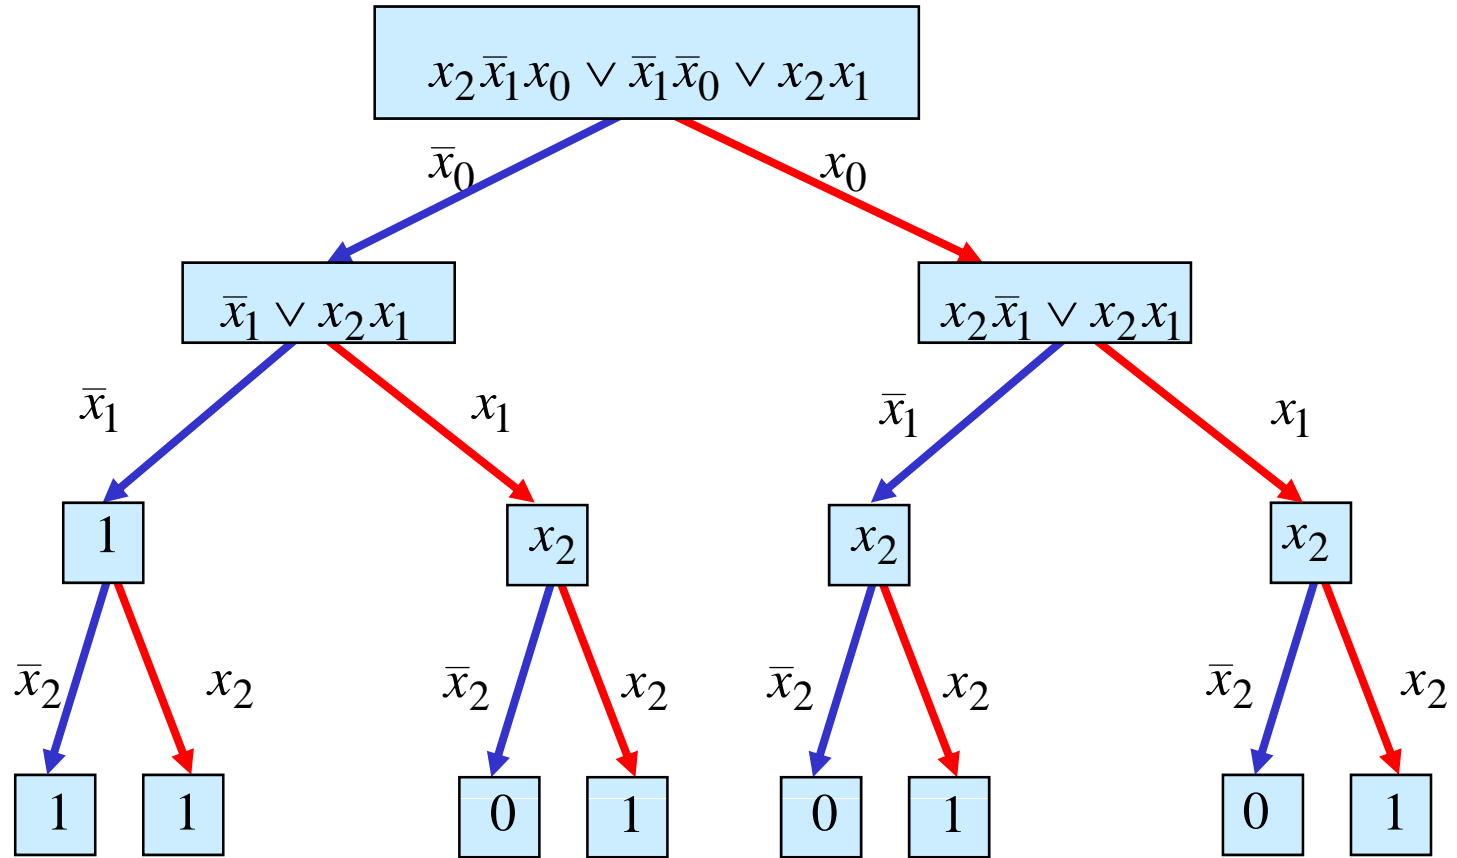 x₂x̅₁x₀ ∨ x̅₁x̅₀ ∨ x₂x₁
x̅₀ x₀
x̅₁ ∨ x₂x₁ x₂x̅₁ ∨ x₂x₁
x̅₁ x₁ x̅₁ x₁
1 x₂ x₂ x₂
x̅₂ x₂ x̅₂ x₂ x̅₂ x₂ x̅₂ x₂
1 1 0 1 0 1 0 1